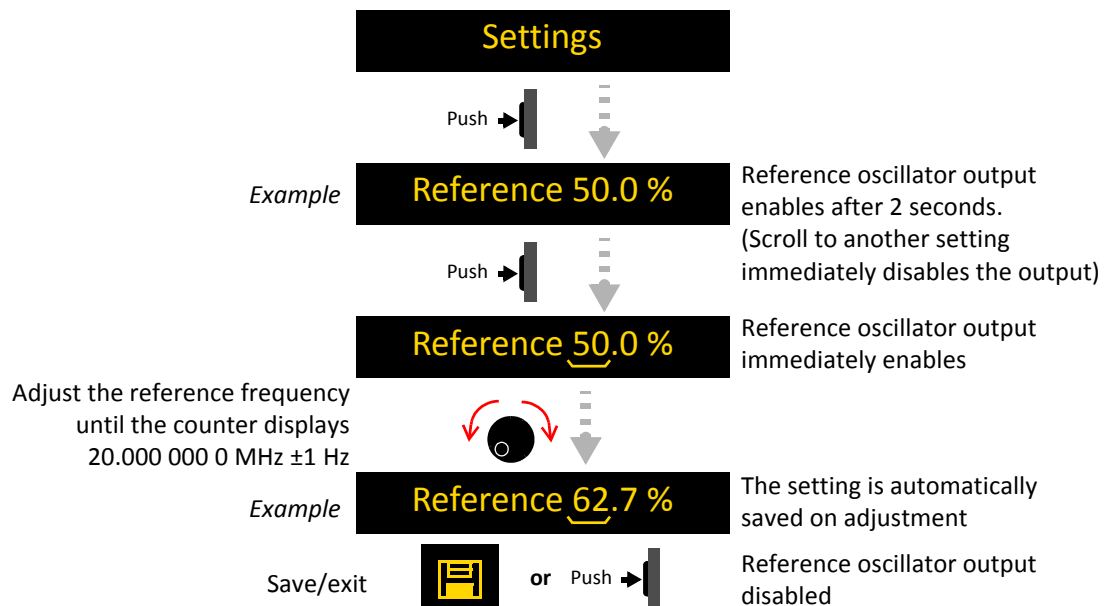 Settings
Push
Example
Reference 50.0 %
Reference oscillator output
enables after 2 seconds.
(Scroll to another setting
immediately disables the output)
Push
Reference 50.0 %
Reference oscillator output
immediately enables
Adjust the reference frequency
until the counter displays
20.000 000 0 MHz ±1 Hz
Example
Reference 62.7 %
The setting is automatically
saved on adjustment
Save/exit
or
Push
Reference oscillator output
disabled